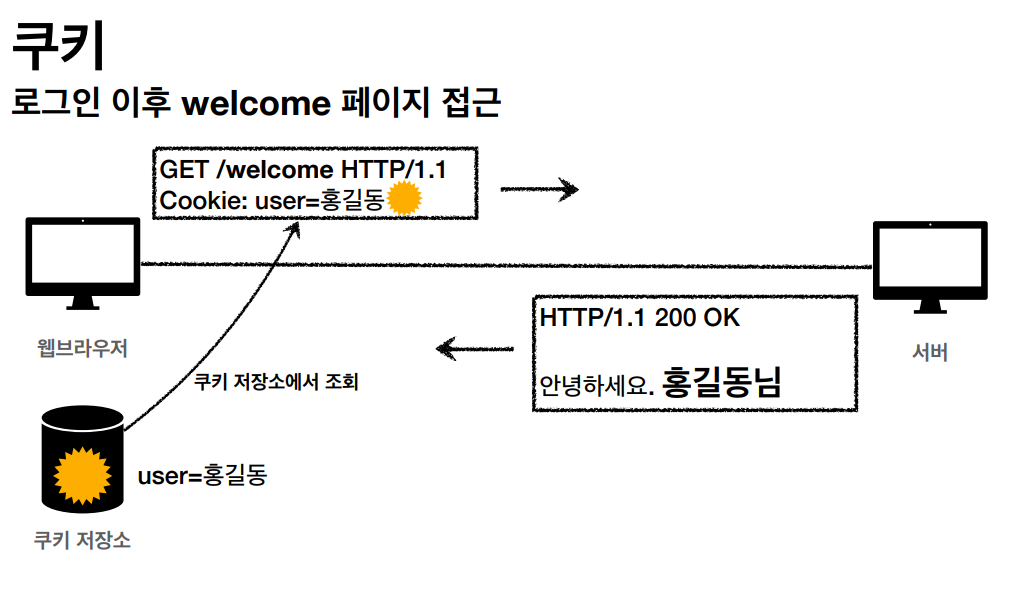 쿠키
로그인 이후 welcome 페이지 접근
GET /welcome HTTP/1.1
Cookie: user=홍길동
HTTP/1.1 200 OK
안녕하세요. 홍길동님
웹브라우저
서버
쿠키 저장소에서 조회
user=홍길동
쿠키 저장소